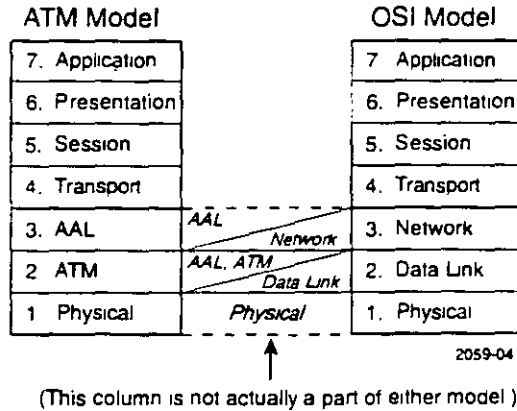 ATM Model
OSI Model
7. Application
7 Application
6. Presentation
6. Presentation
5. Session
5. Session
4. Transport
4. Transport
3. AAL
AAL
Network
3. Network
2 ATM
AAL, ATM
Data Link
2. Data Link
1 Physical
Physical
1. Physical
2059-04
(This column is not actually a part of either model)